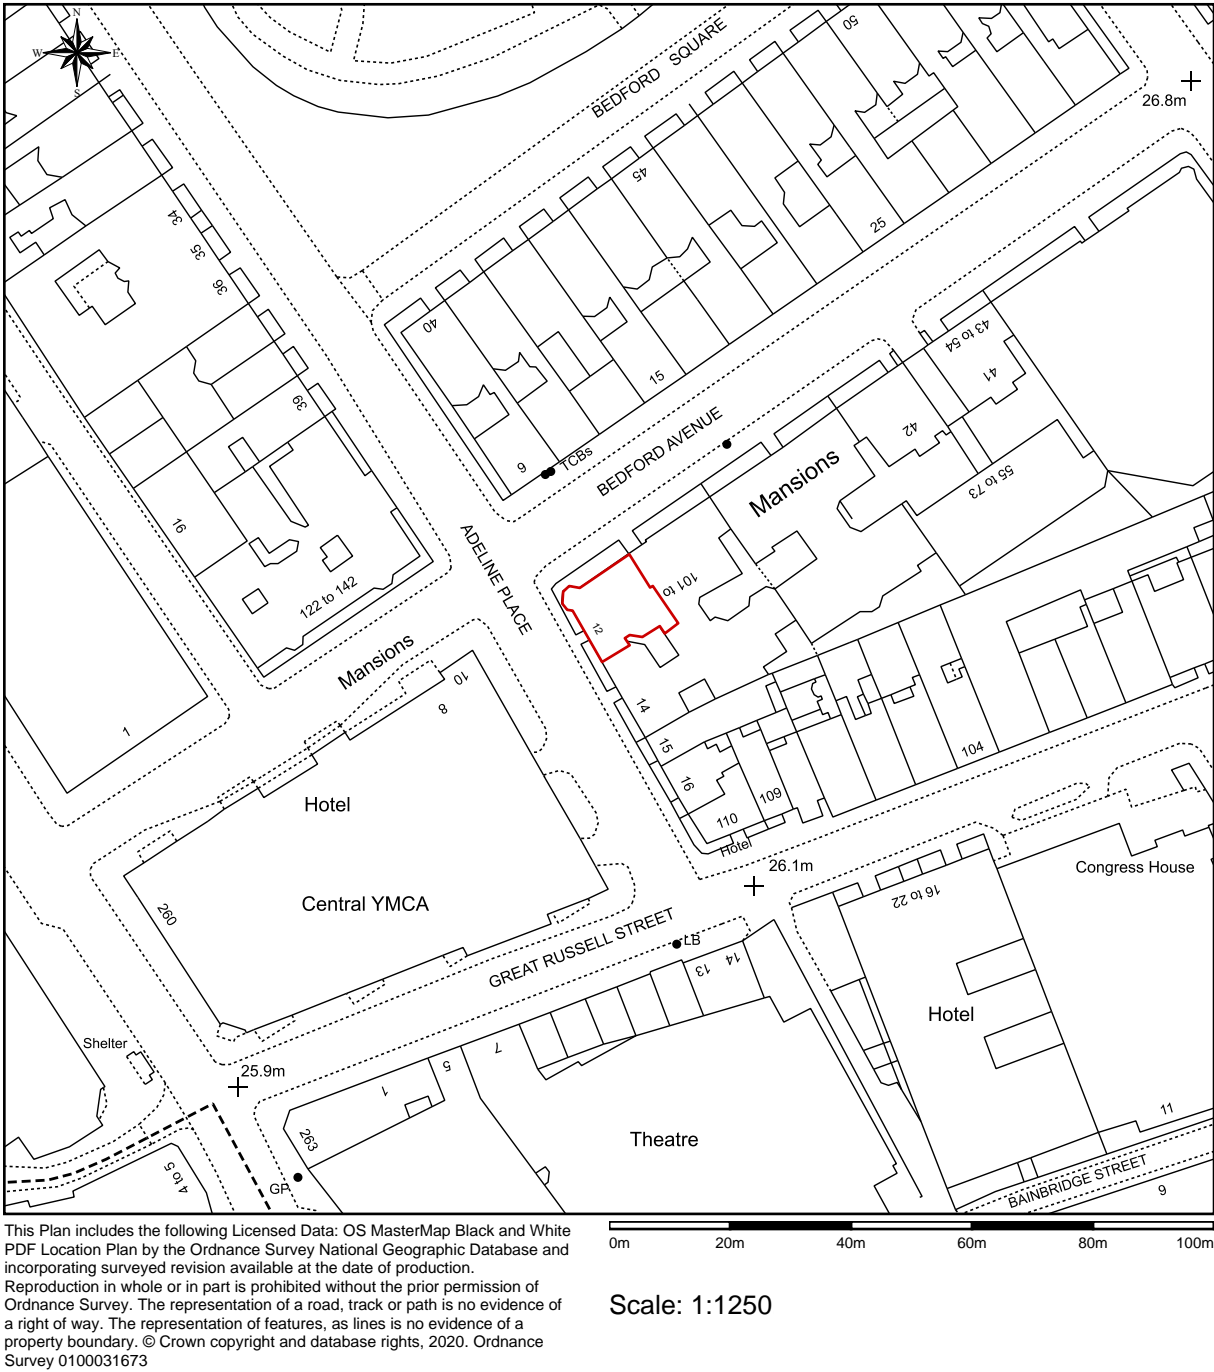 N
W
E
S
BEDFORD SQUARE
50
26.8m
45
34
35
36
25
40
43 to 54
41
39
15
42
BEDFORD AVENUE
9
TCBs
Mansions
55 to 73
16
ADELINE PLACE
101 to
122 to 142
12
Mansions
10
8
14
1
15
104
16
109
Hotel
110
Hotel
26.1m
Congress House
Central YMCA
16 to 22
260
GREAT RUSSELL STREET
LB
14
13
Hotel
Shelter
7
5
25.9m
1
11
263
Theatre
4 to 5
GP
BAINBRIDGE STREET
9
This Plan includes the following Licensed Data: OS MasterMap Black and White
PDF Location Plan by the Ordnance Survey National Geographic Database and
incorporating surveyed revision available at the date of production.
Reproduction in whole or in part is prohibited without the prior permission of
Ordnance Survey. The representation of a road, track or path is no evidence of
a right of way. The representation of features, as lines is no evidence of a
property boundary. © Crown copyright and database rights, 2020. Ordnance
Survey 0100031673
0m 20m 40m 60m 80m 100m
Scale: 1:1250